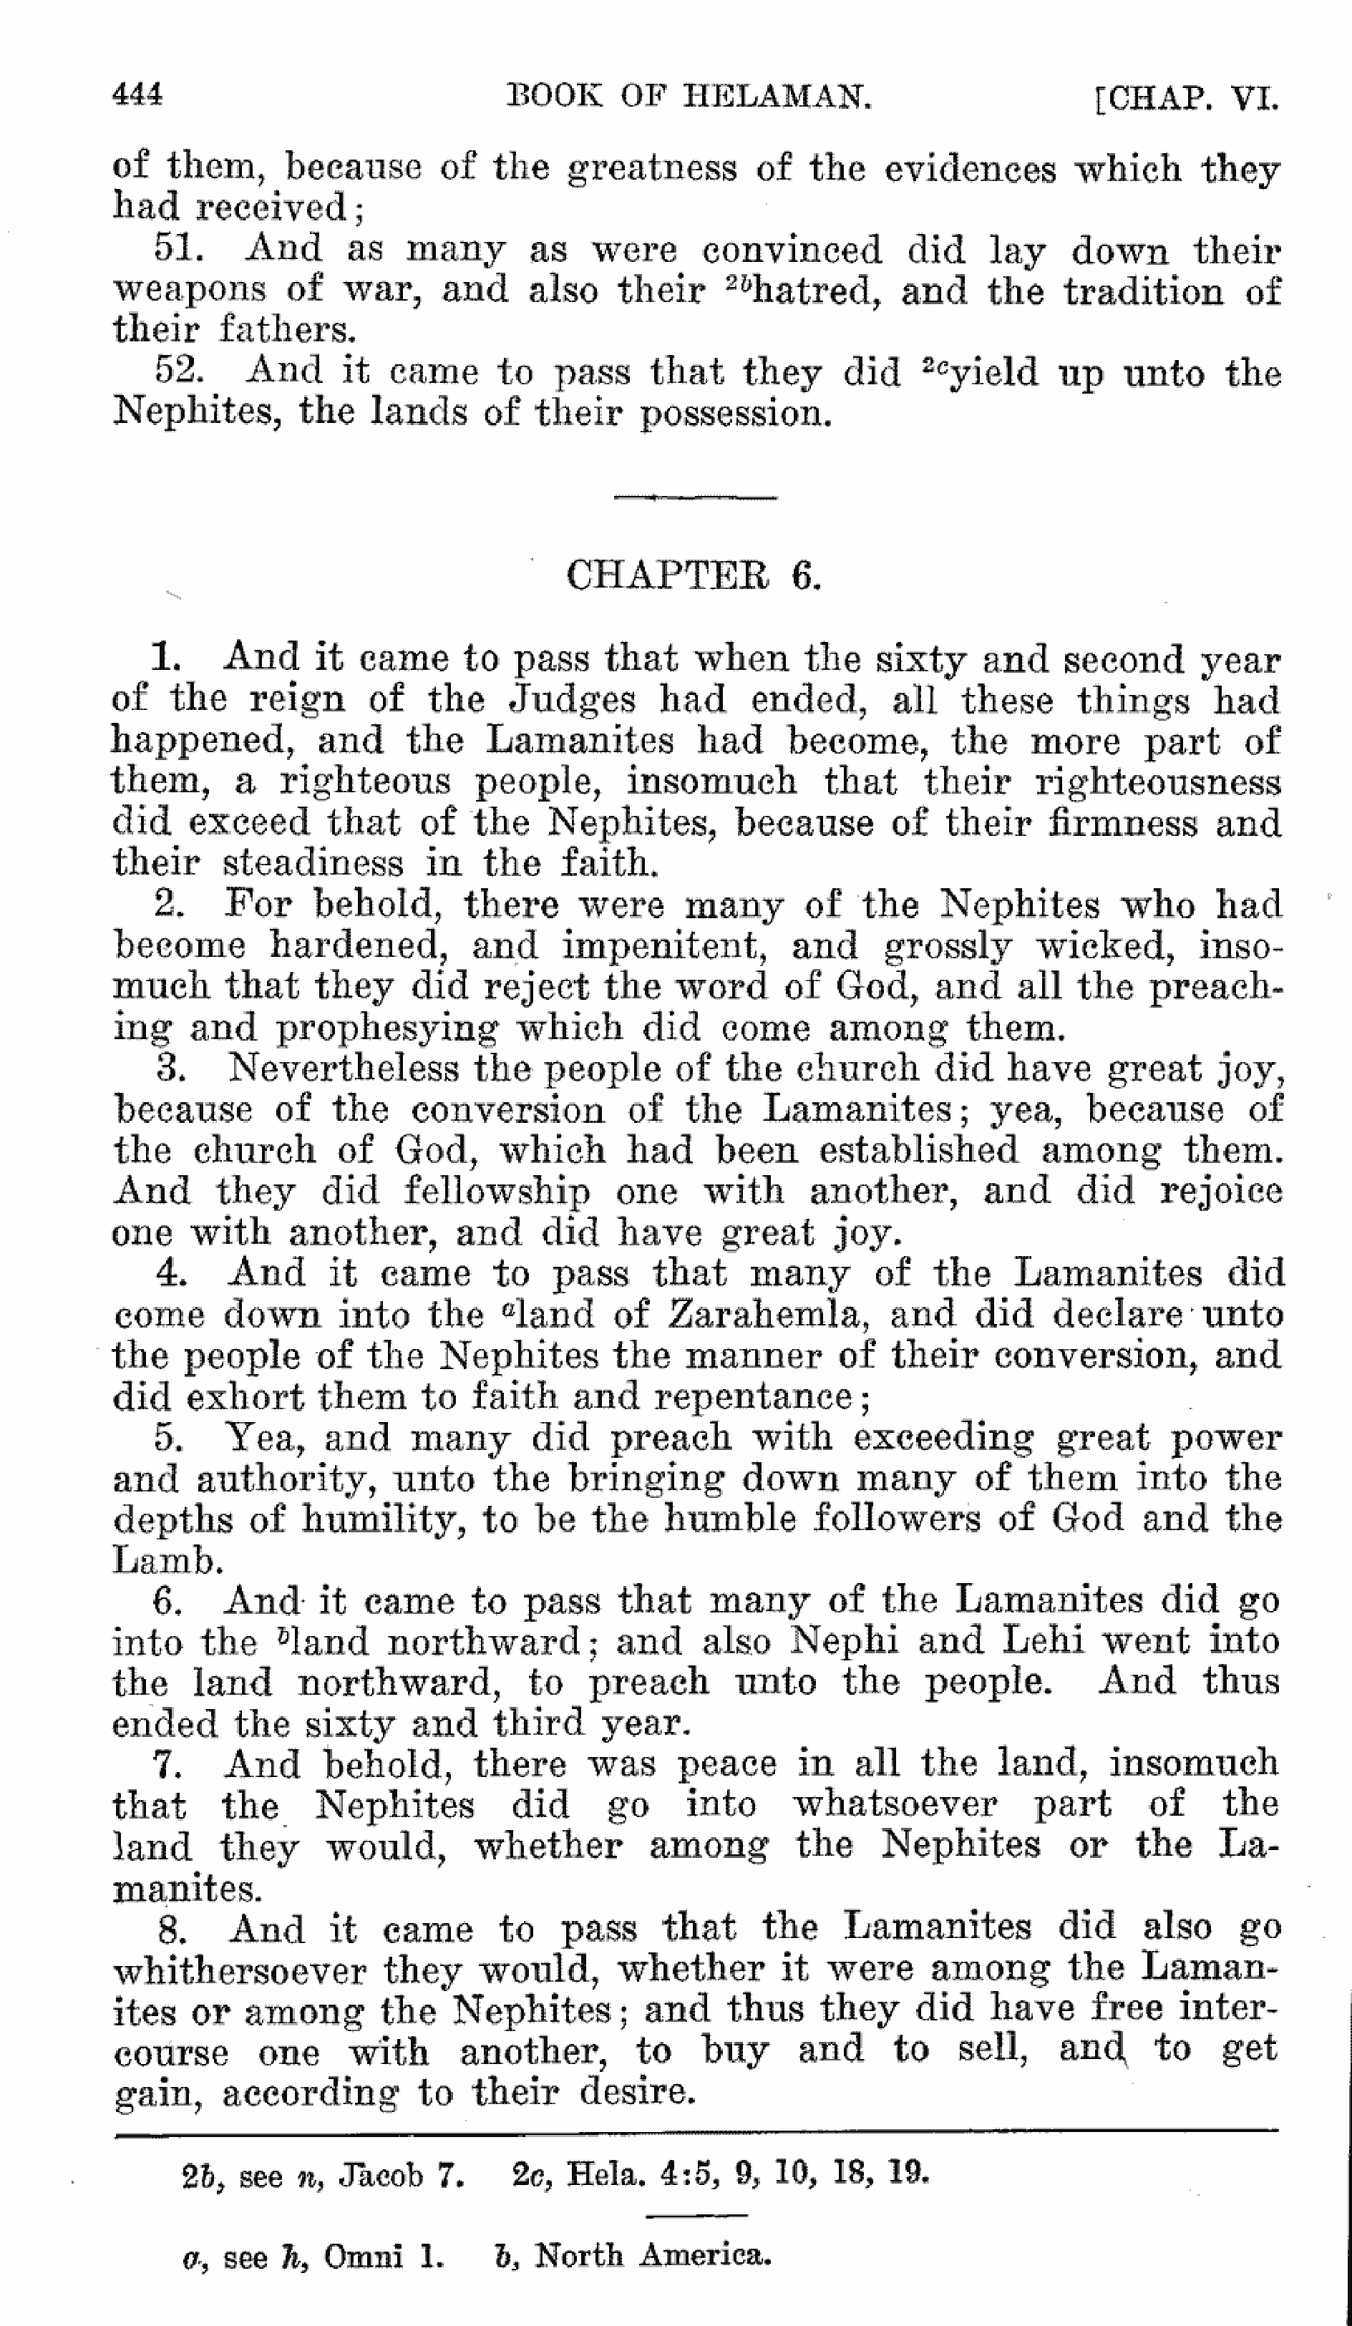 444 BOOK OF HELAMAN. [CHAP. VI.
of them, because of the greatness of the evidences which they
had received;
51. And as many as were convinced did lay down their
weapons of war, and also their 2bhatred, and the tradition of
their fathers.
52. And it came to pass that they did 2cyield up unto the
Nephites, the lands of their possession.
CHAPTER 6.
1. And it came to pass that when the sixty and second year
of the reign of the Judges had ended, all these things had
happened, and the Lamanites had become, the more part of
them, a righteous people, insomuch that their righteousness
did exceed that of the Nephites, because of their firmness and
their steadiness in the faith.
2. For behold, there were many of the Nephites who had
become hardened, and impenitent, and grossly wicked, inso-
much that they did reject the word of God, and all the preach-
ing and prophesying which did come among them.
3. Nevertheless the people of the church did have great joy,
because of the conversion of the Lamanites; yea, because of
the church of God, which had been established among them.
And they did fellowship one with another, and did rejoice
one with another, and did have great joy.
4. And it came to pass that many of the Lamanites did
come down into the aland of Zarahemla, and did declare unto
the people of the Nephites the manner of their conversion, and
did exhort them to faith and repentance;
5. Yea, and many did preach with exceeding great power
and authority, unto the bringing down many of them into the
depths of humility, to be the humble followers of God and the
Lamb.
6. And it came to pass that many of the Lamanites did go
into the bland northward; and also Nephi and Lehi went into
the land northward, to preach unto the people. And thus
ended the sixty and third year.
7. And behold, there was peace in all the land, insomuch
that the Nephites did go into whatsoever part of the
land they would, whether among the Nephites or the La-
manites.
8. And it came to pass that the Lamanites did also go
whithersoever they would, whether it were among the Laman-
ites or among the Nephites; and thus they did have free inter-
course one with another, to buy and to sell, and to get
gain, according to their desire.
2b, see n, Jacob 7. 2c, Hela. 4:5, 9, 10, 18, 19.
a, see h, Omni 1. b, North America.